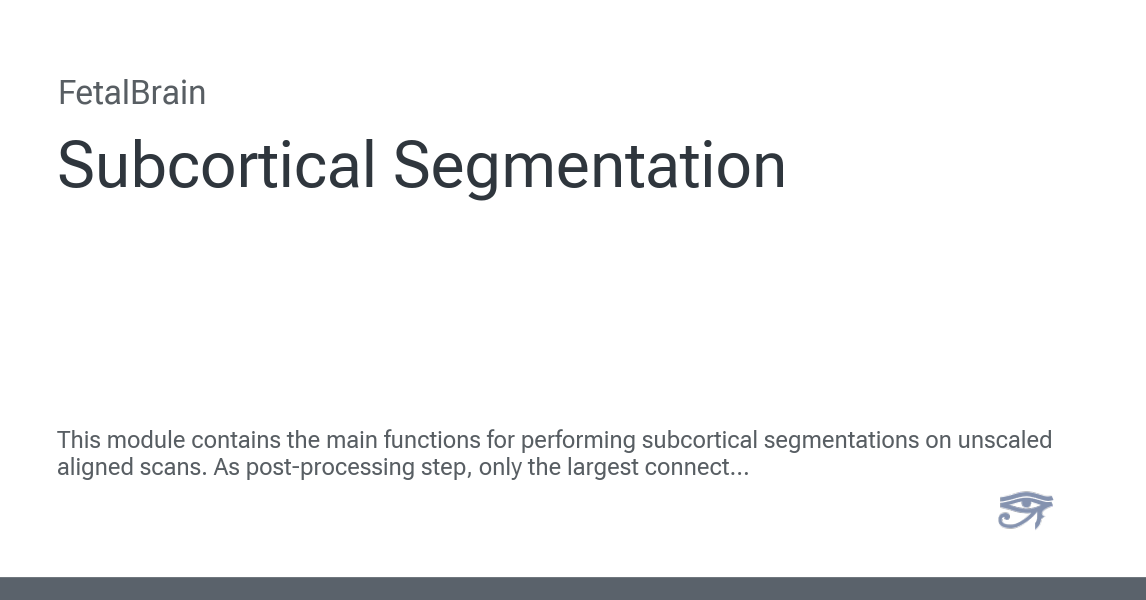 FetalBrain
Subcortical Segmentation
This module contains the main functions for performing subcortical segmentations on unscaled
aligned scans. As post-processing step, only the largest connect...